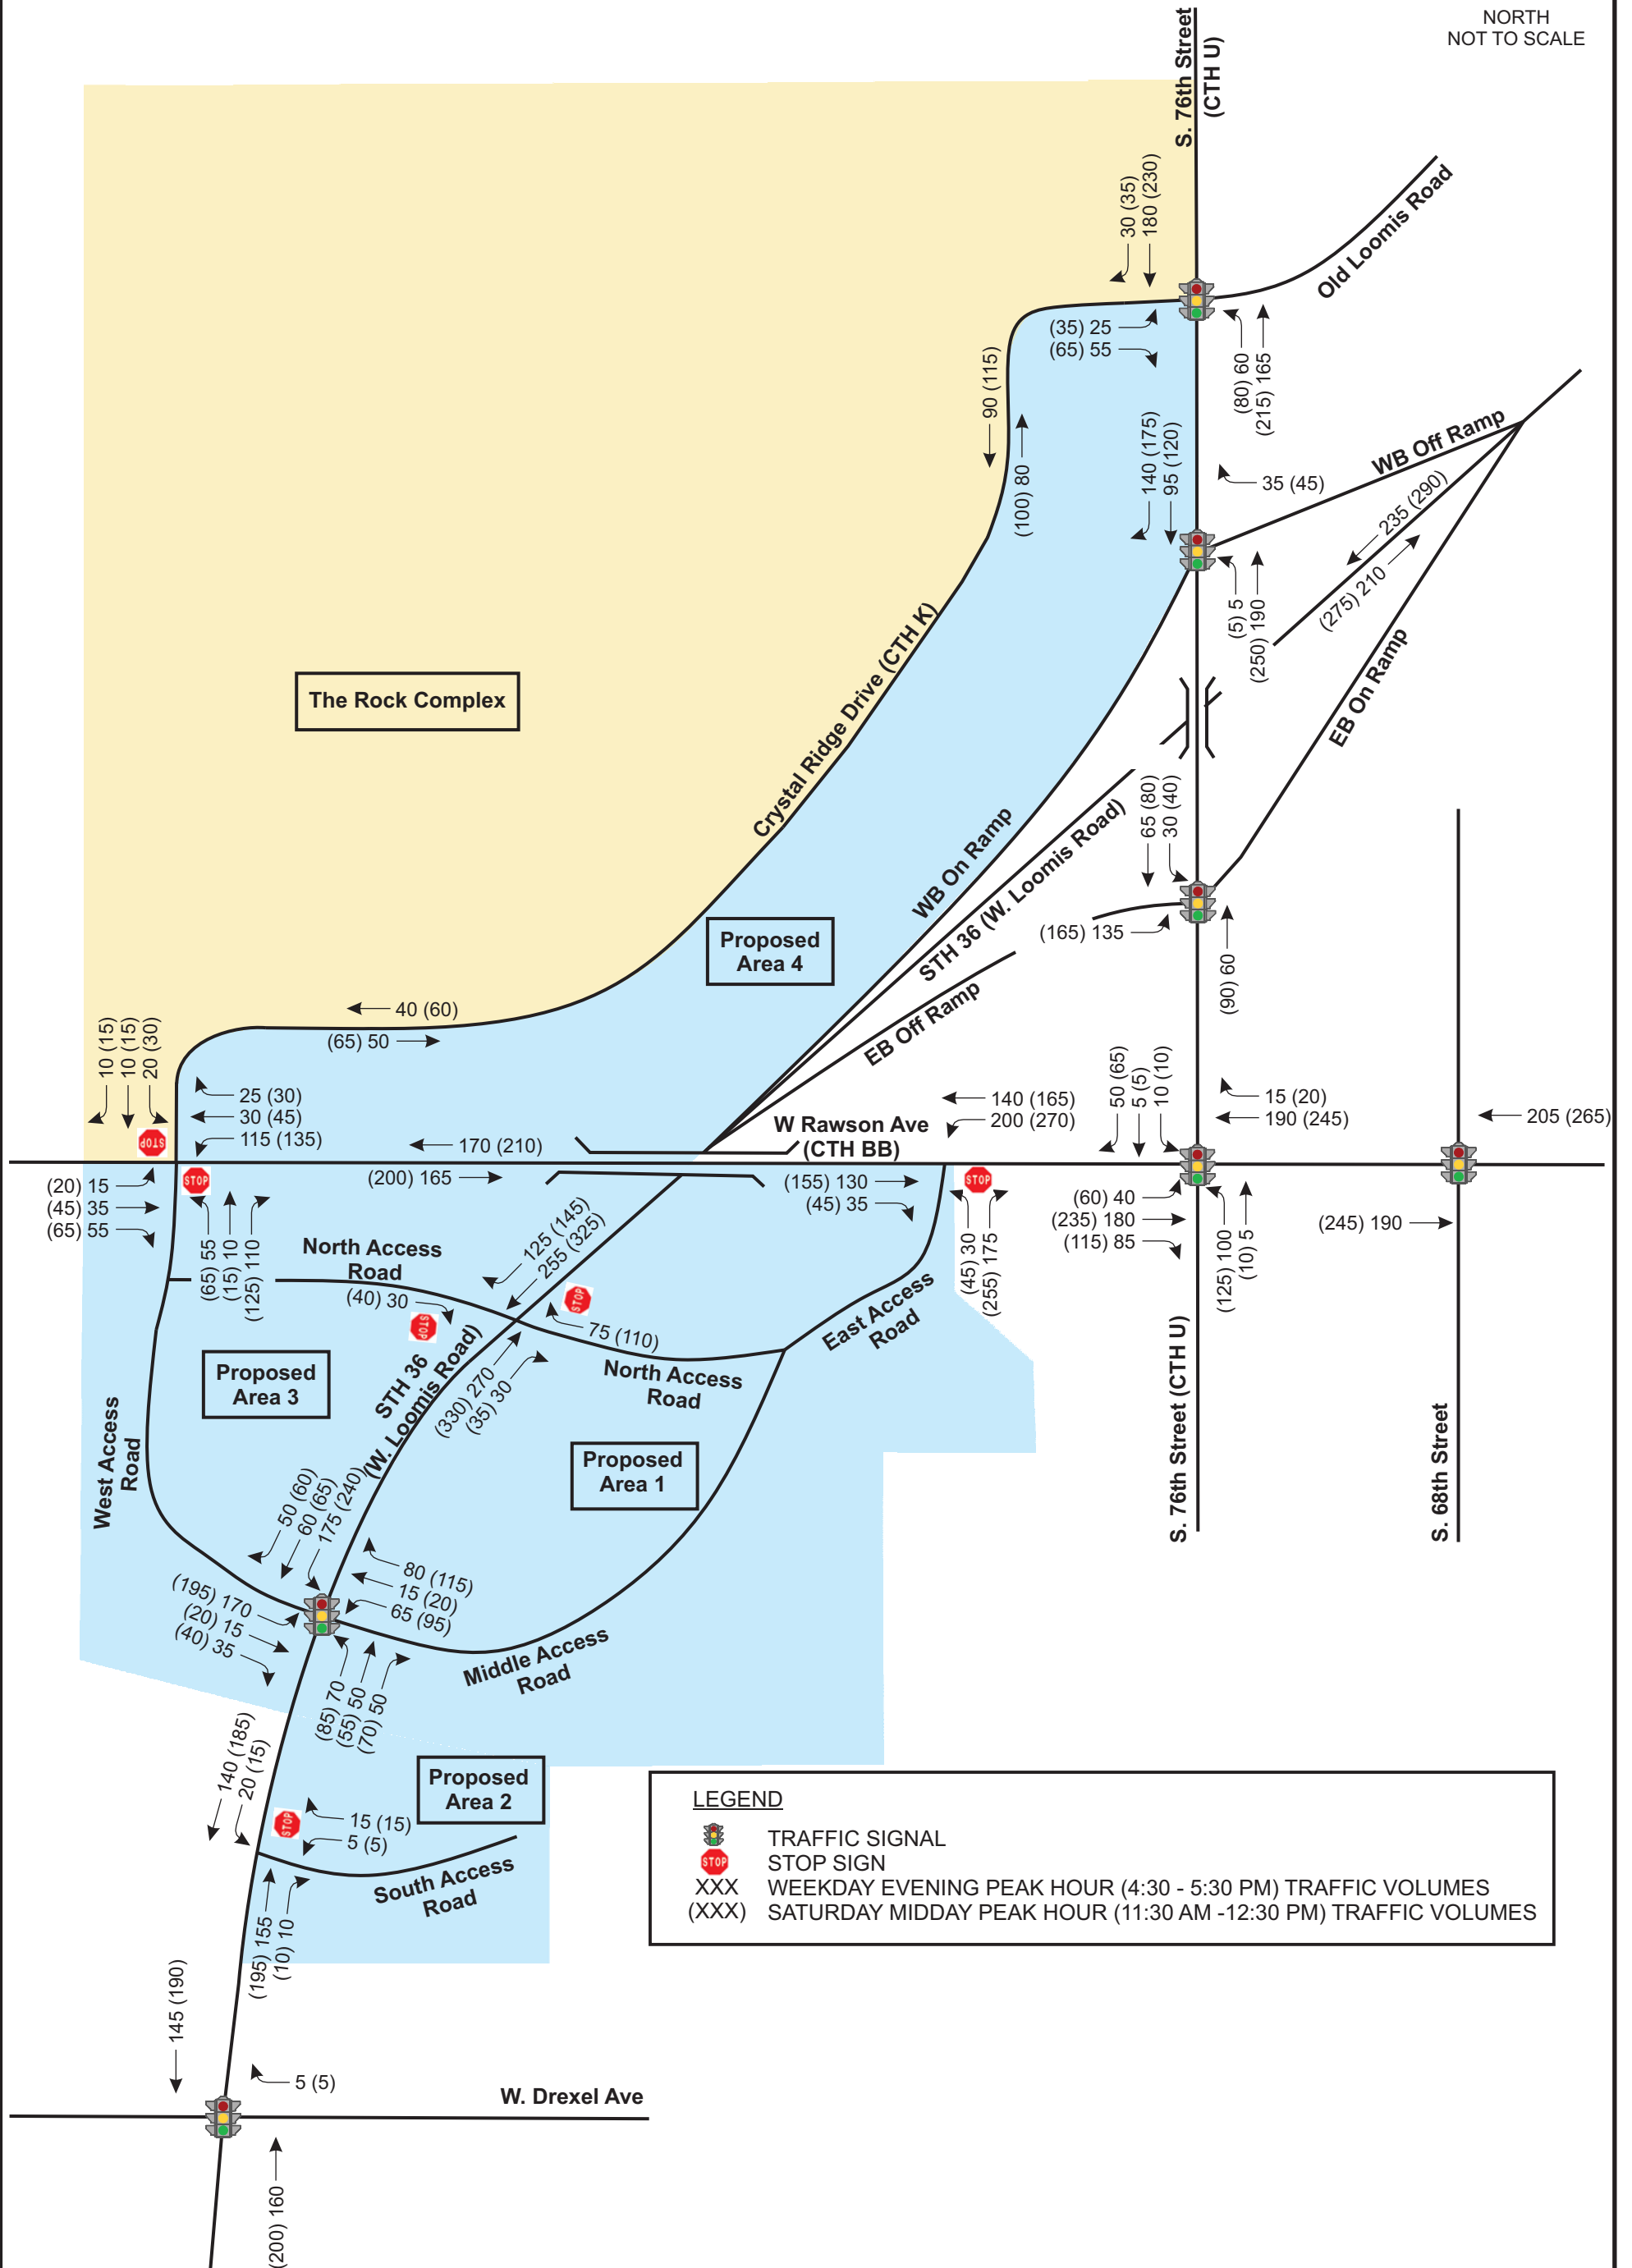 NORTH
NOT TO SCALE
S. 76th Street
(CTH U)
Old Loomis Road
30 (35)
180 (230)
(35) 25
(65) 55
(80) 60
(215) 165
90 (115)
(100) 80
WB Off Ramp
140 (175)
95 (120)
35 (45)
235 (290)
(275) 210
(5) 5
(250) 190
EB On Ramp
The Rock Complex
Crystal Ridge Drive (CTH K)
WB On Ramp
STH 36 (W. Loomis Road)
EB Off Ramp
65 (80)
30 (40)
(165) 135
(90) 60
Proposed
Area 4
40 (60)
(65) 50
10 (15)
10 (15)
20 (30)
25 (30)
30 (45)
115 (135)
STOP
170 (210)
W Rawson Ave
(CTH BB)
140 (165)
200 (270)
50 (65)
5 (5)
10 (10)
15 (20)
190 (245)
205 (265)
(20) 15
(45) 35
(65) 55
STOP
(200) 165
(155) 130
(45) 35
STOP
(60) 40
(235) 180
(115) 85
(245) 190
(65) 55
(15) 10
(125) 110
(45) 30
(255) 175
(125) 100
(10) 5
North Access
Road
(40) 30
STOP
125 (145)
255 (325)
STOP
75 (110)
East Access
Road
North Access
Road
(330) 270
(35) 30
STH 36
(W. Loomis Road)
Proposed
Area 3
West Access
Road
Proposed
Area 1
S. 76th Street (CTH U)
S. 68th Street
50 (60)
60 (65)
175 (240)
80 (115)
15 (20)
65 (95)
(195) 170
(20) 15
(40) 35
(85) 70
(55) 50
(70) 50
Middle Access
Road
140 (185)
20 (15)
Proposed
Area 2
STOP
15 (15)
5 (5)
South Access
Road
(195) 155
(10) 10
LEGEND
TRAFFIC SIGNAL
STOP
STOP SIGN
XXX
WEEKDAY EVENING PEAK HOUR (4:30 - 5:30 PM) TRAFFIC VOLUMES
(XXX)
SATURDAY MIDDAY PEAK HOUR (11:30 AM -12:30 PM) TRAFFIC VOLUMES
145 (190)
5 (5)
W. Drexel Ave
(200) 160